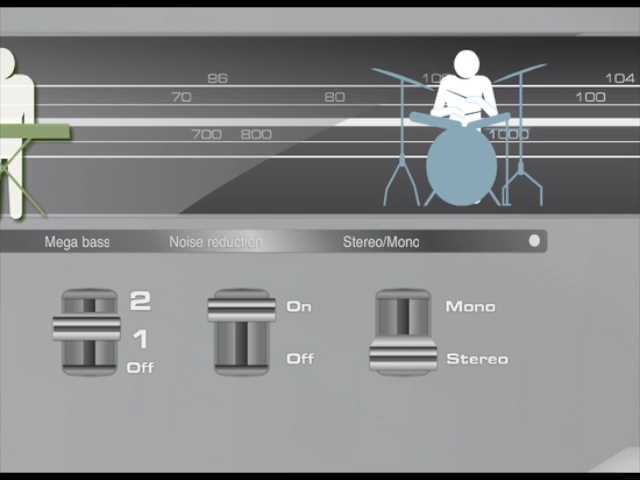 96 104
70 80 100
700 800 1000
Mega bass Noise reduction Stereo/Mono
2 On Mono
1
Off Off Stereo